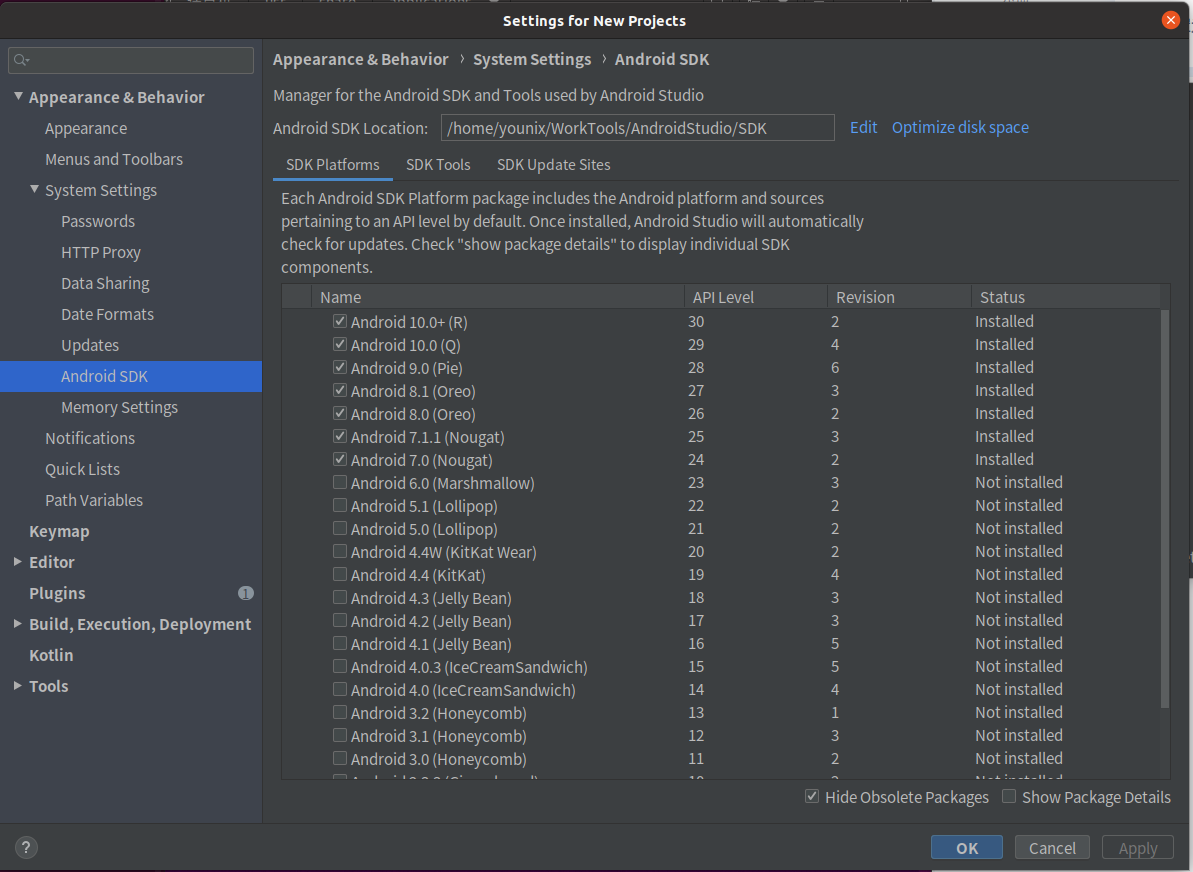 Settings for New Projects
Appearance & Behavior
Appearance
Menus and Toolbars
System Settings
Passwords
HTTP Proxy
Data Sharing
Date Formats
Updates
Android SDK
Memory Settings
Notifications
Quick Lists
Path Variables
Keymap
Editor
Plugins 1
Build, Execution, Deployment
Kotlin
Tools
Appearance & Behavior › System Settings › Android SDK
Manager for the Android SDK and Tools used by Android Studio
Android SDK Location: /home/younix/WorkTools/AndroidStudio/SDK Edit Optimize disk space
SDK Platforms SDK Tools SDK Update Sites
Each Android SDK Platform package includes the Android platform and sources
pertaining to an API level by default. Once installed, Android Studio will automatically
check for updates. Check "show package details" to display individual SDK
components.
Name API Level Revision Status
Android 10.0+ (R) 30 2 Installed
Android 10.0 (Q) 29 4 Installed
Android 9.0 (Pie) 28 6 Installed
Android 8.1 (Oreo) 27 3 Installed
Android 8.0 (Oreo) 26 2 Installed
Android 7.1.1 (Nougat) 25 3 Installed
Android 7.0 (Nougat) 24 2 Installed
Android 6.0 (Marshmallow) 23 3 Not installed
Android 5.1 (Lollipop) 22 2 Not installed
Android 5.0 (Lollipop) 21 2 Not installed
Android 4.4W (KitKat Wear) 20 2 Not installed
Android 4.4 (KitKat) 19 4 Not installed
Android 4.3 (Jelly Bean) 18 3 Not installed
Android 4.2 (Jelly Bean) 17 3 Not installed
Android 4.1 (Jelly Bean) 16 5 Not installed
Android 4.0.3 (IceCreamSandwich) 15 5 Not installed
Android 4.0 (IceCreamSandwich) 14 4 Not installed
Android 3.2 (Honeycomb) 13 1 Not installed
Android 3.1 (Honeycomb) 12 3 Not installed
Android 3.0 (Honeycomb) 11 2 Not installed
Hide Obsolete Packages Show Package Details
? OK Cancel Apply